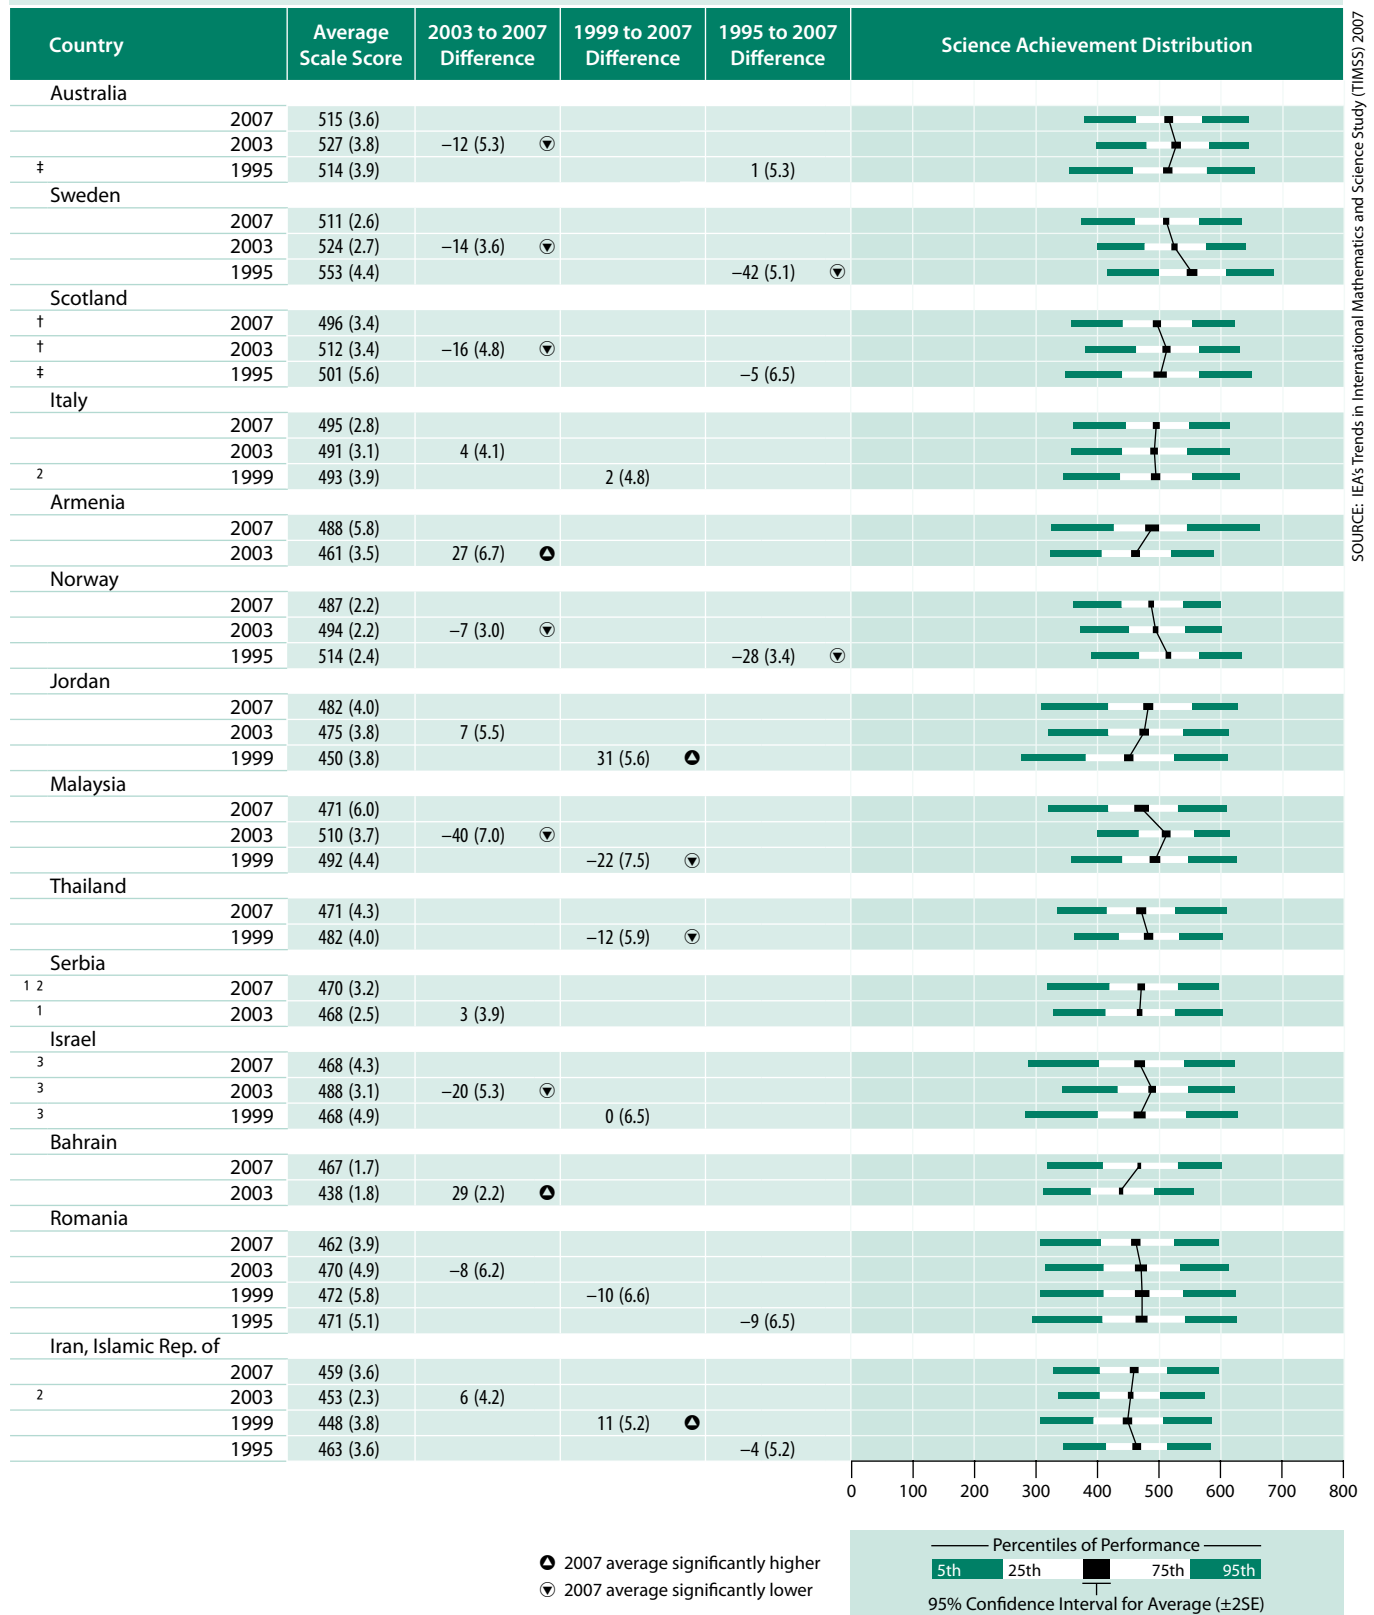 Country Average Scale Score 2003 to 2007 Difference 1999 to 2007 Difference 1995 to 2007 Difference Science Achievement Distribution
Australia
2007 515 (3.6)
2003 527 (3.8) −12 (5.3)
‡ 1995 514 (3.9) 1 (5.3)
Sweden
2007 511 (2.6)
2003 524 (2.7) −14 (3.6)
1995 553 (4.4) −42 (5.1)
Scotland
† 2007 496 (3.4)
† 2003 512 (3.4) −16 (4.8)
‡ 1995 501 (5.6) −5 (6.5)
Italy
2007 495 (2.8)
2003 491 (3.1) 4 (4.1)
2 1999 493 (3.9) 2 (4.8)
Armenia
2007 488 (5.8)
2003 461 (3.5) 27 (6.7)
Norway
2007 487 (2.2)
2003 494 (2.2) −7 (3.0)
1995 514 (2.4) −28 (3.4)
Jordan
2007 482 (4.0)
2003 475 (3.8) 7 (5.5)
1999 450 (3.8) 31 (5.6)
Malaysia
2007 471 (6.0)
2003 510 (3.7) −40 (7.0)
1999 492 (4.4) −22 (7.5)
Thailand
2007 471 (4.3)
1999 482 (4.0) −12 (5.9)
Serbia
1 2 2007 470 (3.2)
1 2003 468 (2.5) 3 (3.9)
Israel
3 2007 468 (4.3)
3 2003 488 (3.1) −20 (5.3)
3 1999 468 (4.9) 0 (6.5)
Bahrain
2007 467 (1.7)
2003 438 (1.8) 29 (2.2)
Romania
2007 462 (3.9)
2003 470 (4.9) −8 (6.2)
1999 472 (5.8) −10 (6.6)
1995 471 (5.1) −9 (6.5)
Iran, Islamic Rep. of
2007 459 (3.6)
2 2003 453 (2.3) 6 (4.2)
1999 448 (3.8) 11 (5.2)
1995 463 (3.6) −4 (5.2)
0 100 200 300 400 500 600 700 800
2007 average significantly higher
2007 average significantly lower
Percentiles of Performance
5th 25th 75th 95th
95% Confidence Interval for Average (±2SE)
SOURCE: IEA's Trends in International Mathematics and Science Study (TIMSS) 2007